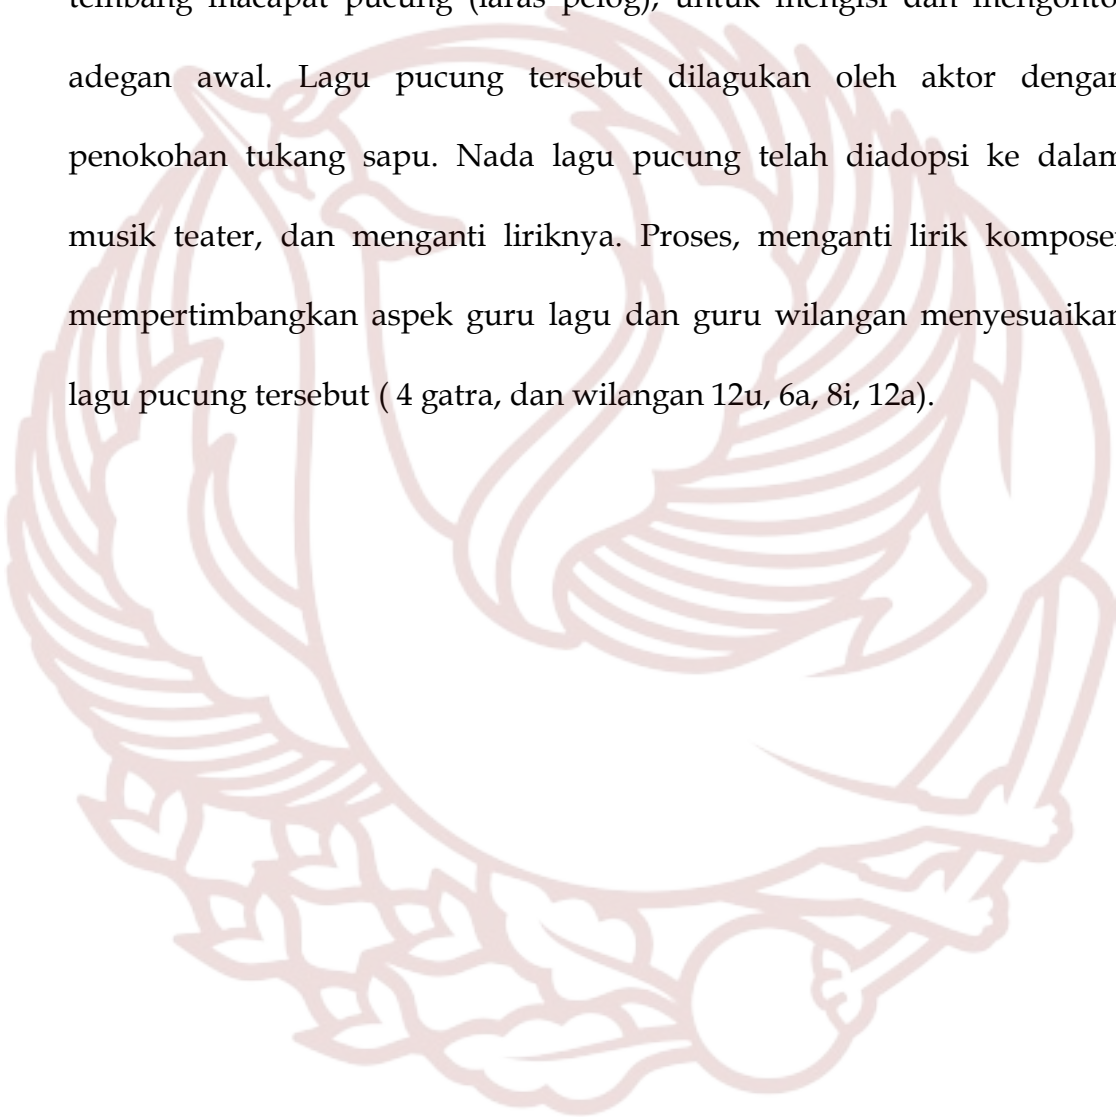 tembang macapat pucung (laras pelog), untuk mengisi dan mengontol
adegan awal. Lagu pucung tersebut dilagukan oleh aktor dengan
penokohan tukang sapu. Nada lagu pucung telah diadopsi ke dalam
musik teater, dan menganti liriknya. Proses, menganti lirik komposer
mempertimbangkan aspek guru lagu dan guru wilangan menyesuaikan
lagu pucung tersebut ( 4 gatra, dan wilangan 12u, 6a, 8i, 12a).